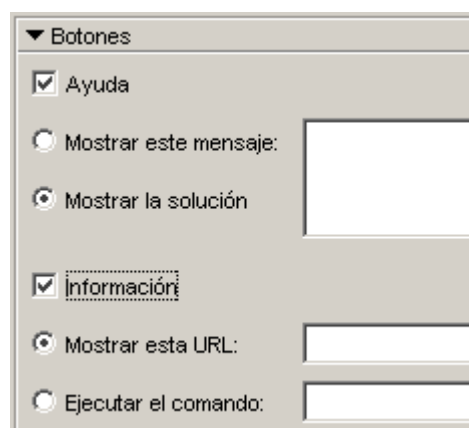 Botones
Ayuda
Mostrar este mensaje:
Mostrar la solución
Información
Mostrar esta URL:
Ejecutar el comando: